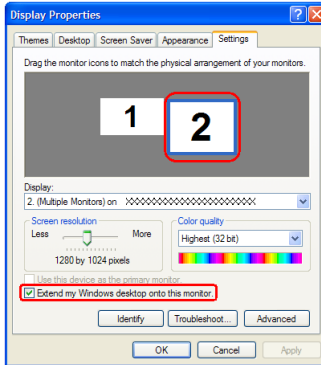 Display Properties
Themes Desktop Screen Saver Appearance Settings
Drag the monitor icons to match the physical arrangement of your monitors.
1 2
Display:
2. (Multiple Monitors) on XXXXXXXXXXXXXXXXXXXXXX
Screen resolution
Less More
1280 by 1024 pixels
Color quality
Highest (32 bit)
Use this device as the primary monitor.
Extend my Windows desktop onto this monitor.
Identify Troubleshoot... Advanced
OK Cancel Apply